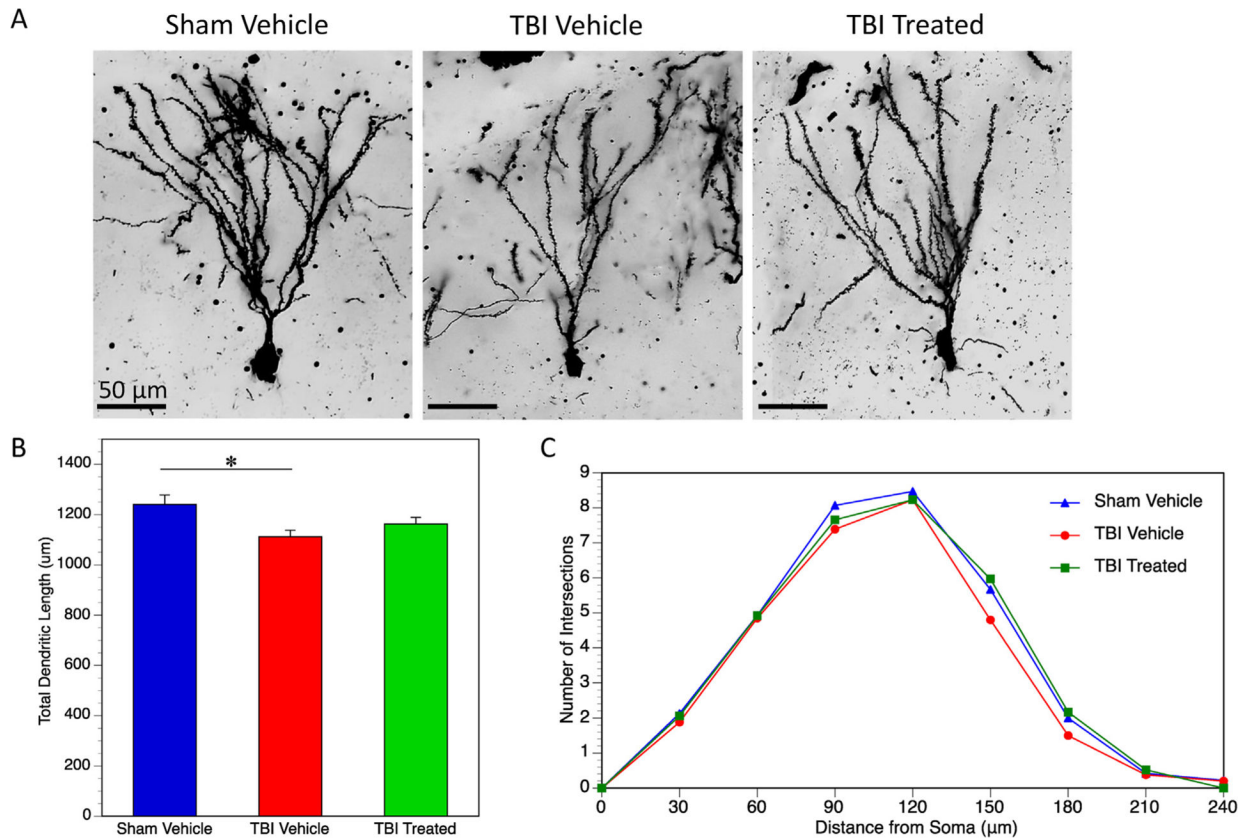 A
Sham Vehicle
TBI Vehicle
TBI Treated
50 µm
B
1400
1200
1000
800
600
400
200
0
Total Dendritic Length (um)
*
Sham Vehicle
TBI Vehicle
TBI Treated
C
9
8
7
6
5
4
3
2
1
0
Number of Intersections
Sham Vehicle
TBI Vehicle
TBI Treated
0 30 60 90 120 150 180 210 240
Distance from Soma (µm)